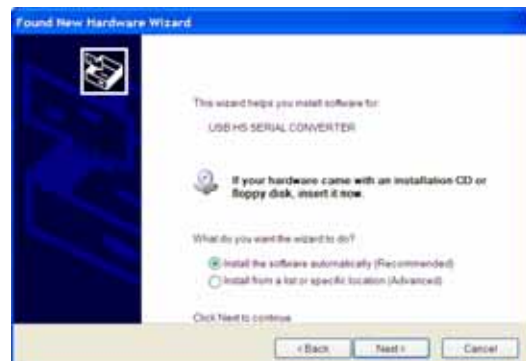 Found New Hardware Wizard
This wizard helps you install software for:
USB HS SERIAL CONVERTER
If your hardware came with an installation CD or
floppy disk, insert it now.
What do you want the wizard to do?
Install the software automatically (Recommended)
Install from a list or specific location (Advanced)
Click Next to continue.
< Back
Next >
Cancel